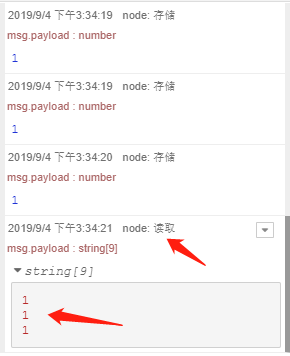 2019/9/4 下午3:34:19 node: 存储
msg.payload : number
1
2019/9/4 下午3:34:19 node: 存储
msg.payload : number
1
2019/9/4 下午3:34:20 node: 存储
msg.payload : number
1
2019/9/4 下午3:34:21 node: 读取
msg.payload : string[9]
string[9]
1
1
1